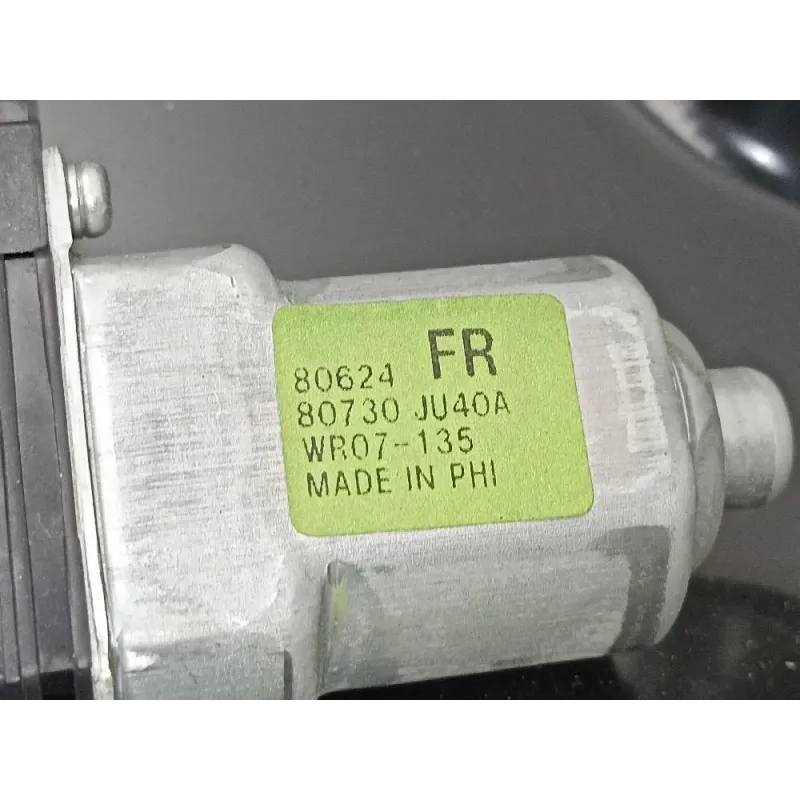 80624 FR
80730 JU40A
WR07-135
MADE IN PHI